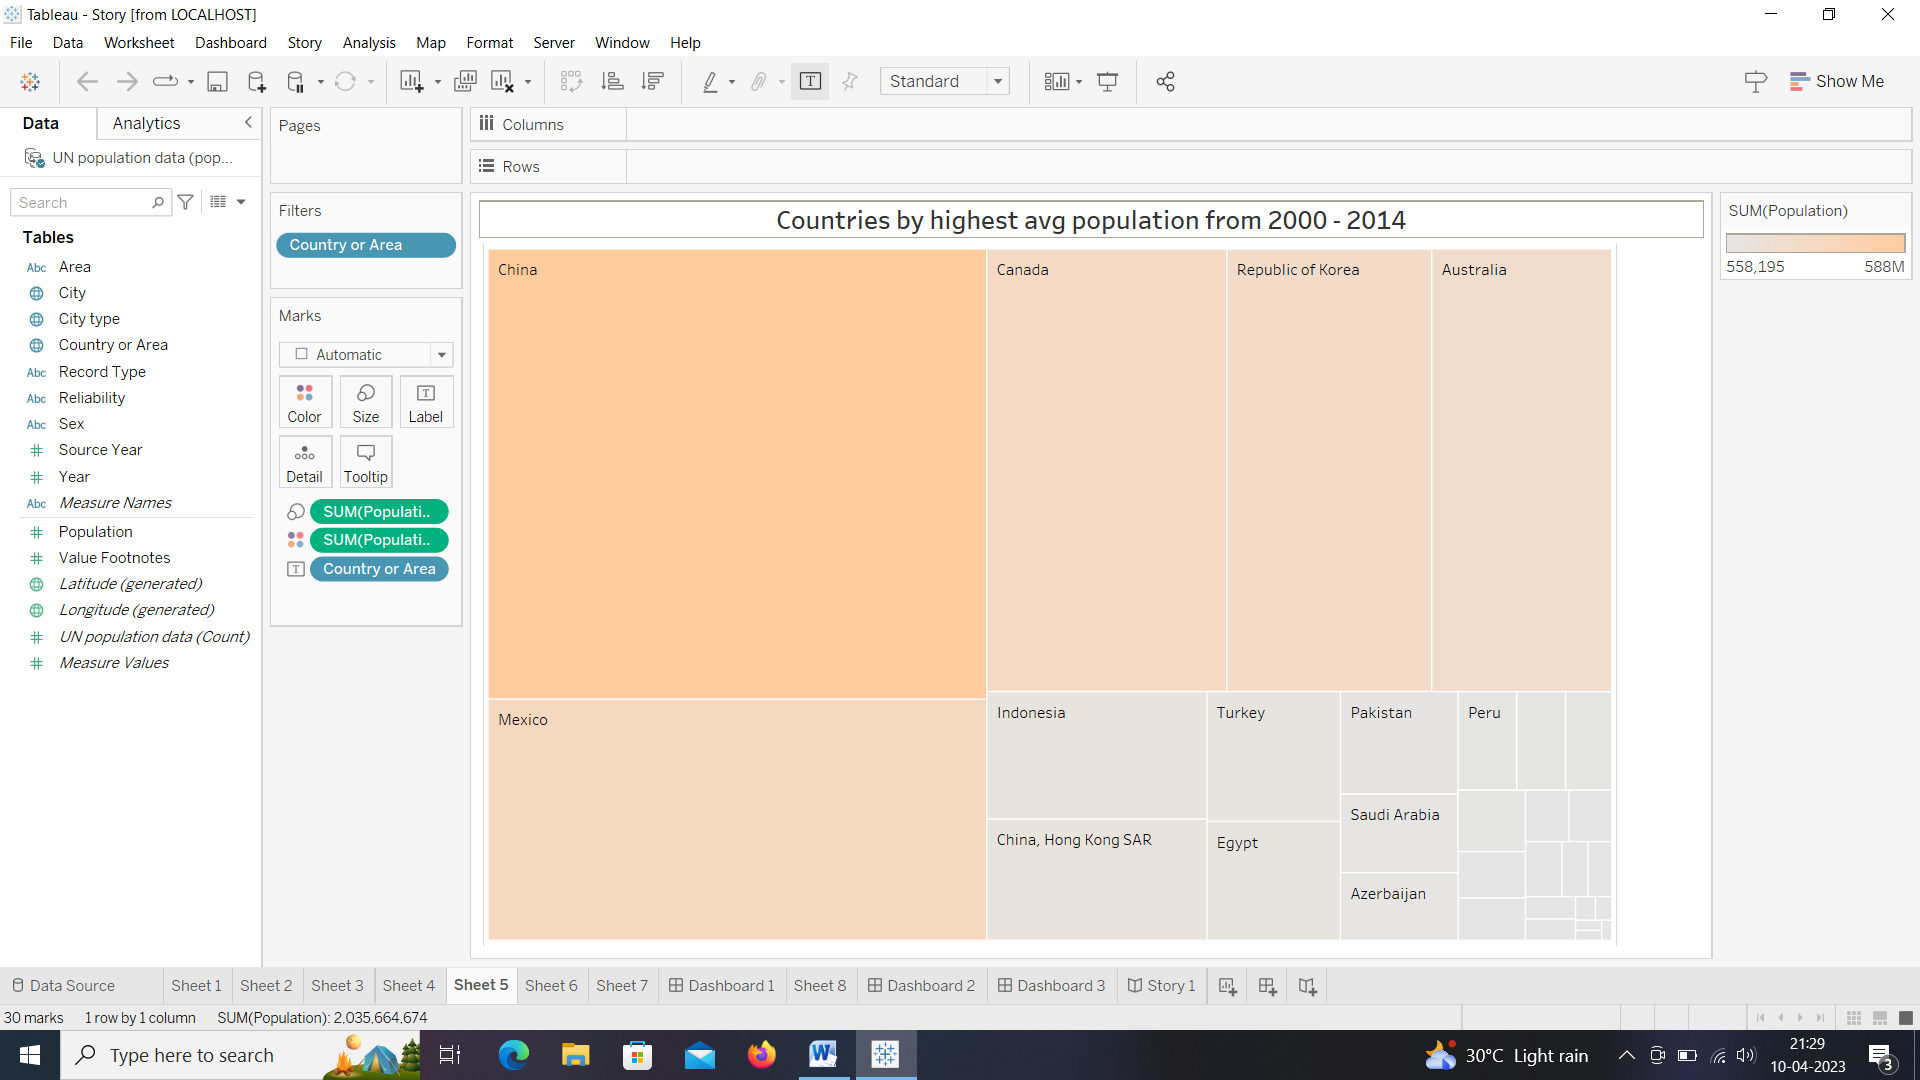 Tableau - Story [from LOCALHOST]
File Data Worksheet Dashboard Story Analysis Map Format Server Window Help
Standard
Show Me
Data Analytics
UN population data (pop...
Search
Tables
Abc Area
City
City type
Country or Area
Abc Record Type
Abc Reliability
Abc Sex
Source Year
Year
Abc Measure Names
Population
Value Footnotes
Latitude (generated)
Longitude (generated)
UN population data (Count)
Measure Values
Pages
Filters
Country or Area
Marks
Automatic
Color Size Label
Detail Tooltip
SUM(Populati..
SUM(Populati..
Country or Area
Columns
Rows
Countries by highest avg population from 2000 - 2014
China
Canada
Republic of Korea
Australia
Mexico
Indonesia
Turkey
Pakistan
Peru
China, Hong Kong SAR
Egypt
Saudi Arabia
Azerbaijan
SUM(Population)
558,195 588M
Data Source Sheet 1 Sheet 2 Sheet 3 Sheet 4 Sheet 5 Sheet 6 Sheet 7 Dashboard 1 Sheet 8 Dashboard 2 Dashboard 3 Story 1
30 marks 1 row by 1 column SUM(Population): 2,035,664,674
Type here to search
30°C Light rain
21:29
10-04-2023
3